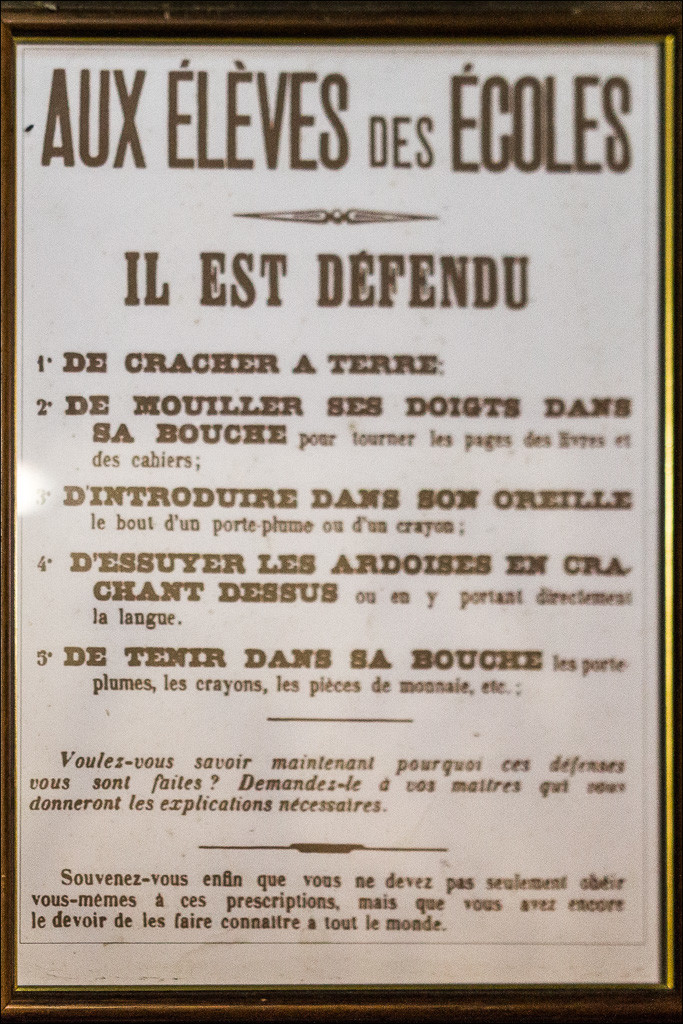 AUX ÉLÈVES DES ÉCOLES
IL EST DÉFENDU
1° DE CRACHER A TERRE;
2° DE MOUILLER SES DOIGTS DANS
SA BOUCHE pour tourner les pages des livres et
des cahiers;
3° D'INTRODUIRE DANS SON OREILLE
le bout d'un porte-plume ou d'un crayon;
4° D'ESSUYER LES ARDOISES EN CRA-
CHANT DESSUS ou en y portant directement
la langue.
5° DE TENIR DANS SA BOUCHE les porte-
plumes, les crayons, les pièces de monnaie, etc.;
Voulez-vous savoir maintenant pourquoi ces défenses
vous sont faites? Demandez-le à vos maîtres qui vous
donneront les explications nécessaires.
Souvenez-vous enfin que vous ne devez pas seulement obéir
vous-mêmes à ces prescriptions, mais que vous avez encore
le devoir de les faire connaître à tout le monde.